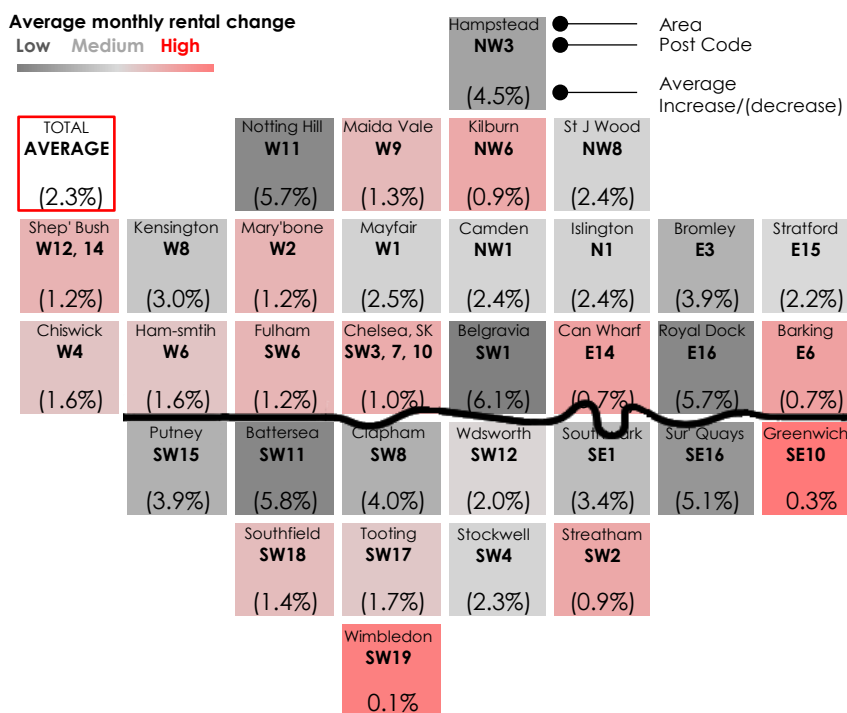 Average monthly rental change
Low Medium High
Hampstead
NW3
(4.5%)
Area
Post Code
Average
Increase/(decrease)
TOTAL
AVERAGE
(2.3%)
Notting Hill
W11
(5.7%)
Maida Vale
W9
(1.3%)
Kilburn
NW6
(0.9%)
St J Wood
NW8
(2.4%)
Shep' Bush
W12, 14
(1.2%)
Kensington
W8
(3.0%)
Mary'bone
W2
(1.2%)
Mayfair
W1
(2.5%)
Camden
NW1
(2.4%)
Islington
N1
(2.4%)
Bromley
E3
(3.9%)
Stratford
E15
(2.2%)
Chiswick
W4
(1.6%)
Ham-smtih
W6
(1.6%)
Fulham
SW6
(1.2%)
Chelsea, SK
SW3, 7, 10
(1.0%)
Belgravia
SW1
(6.1%)
Can Wharf
E14
(0.7%)
Royal Dock
E16
(5.7%)
Barking
E6
(0.7%)
Putney
SW15
(3.9%)
Battersea
SW11
(5.8%)
Clapham
SW8
(4.0%)
Wdsworth
SW12
(2.0%)
Southwark
SE1
(3.4%)
Sur' Quays
SE16
(5.1%)
Greenwich
SE10
0.3%
Southfield
SW18
(1.4%)
Tooting
SW17
(1.7%)
Stockwell
SW4
(2.3%)
Streatham
SW2
(0.9%)
Wimbledon
SW19
0.1%